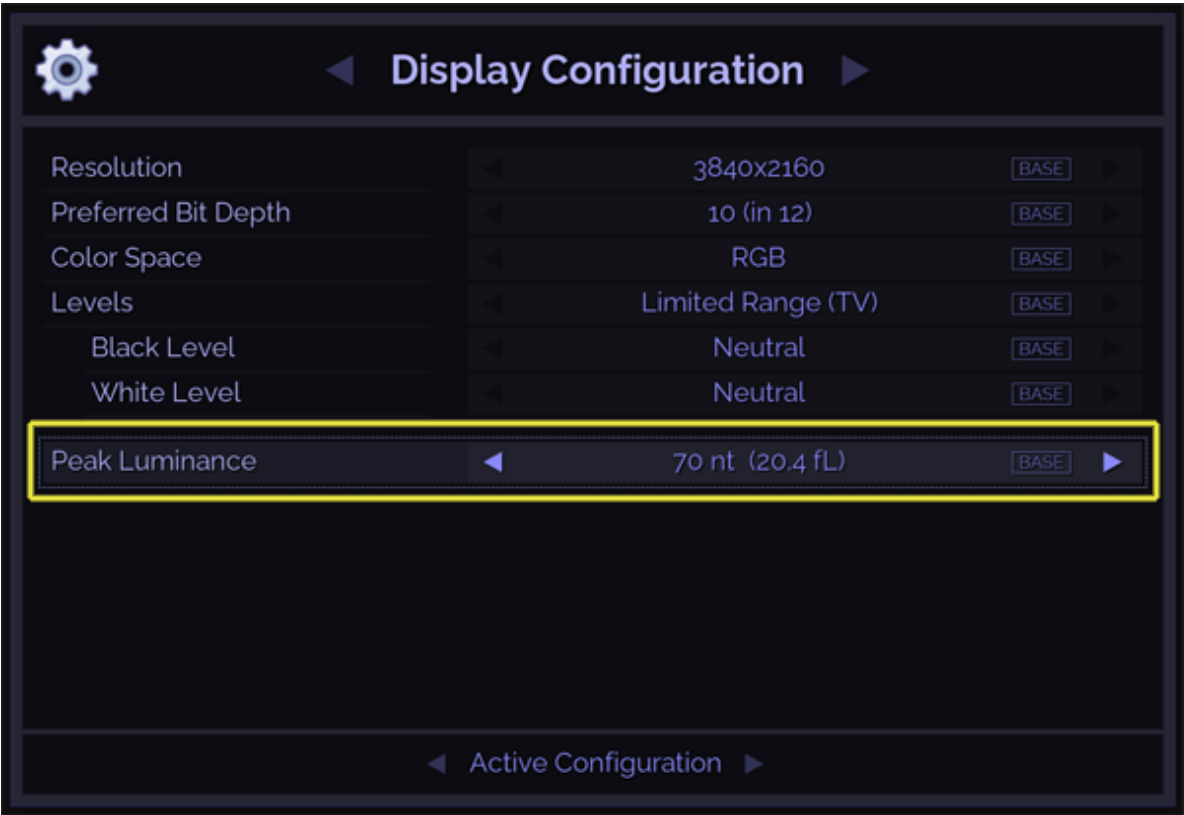 Display Configuration
Resolution 3840x2160 BASE
Preferred Bit Depth 10 (in 12) BASE
Color Space RGB BASE
Levels Limited Range (TV) BASE
Black Level Neutral BASE
White Level Neutral BASE
Peak Luminance 70 nt (20.4 fL) BASE
Active Configuration